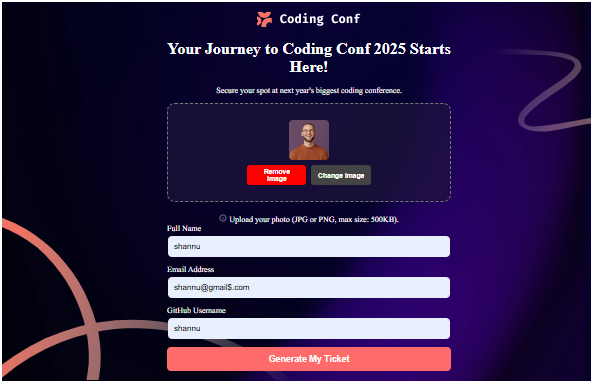 Coding Conf
Your Journey to Coding Conf 2025 Starts
Here!
Secure your spot at next year's biggest coding conference.
Remove
Image
Change Image
Upload your photo (JPG or PNG, max size: 500KB).
Full Name
shannu
Email Address
shannu@gmail$.com
GitHub Username
shannu
Generate My Ticket